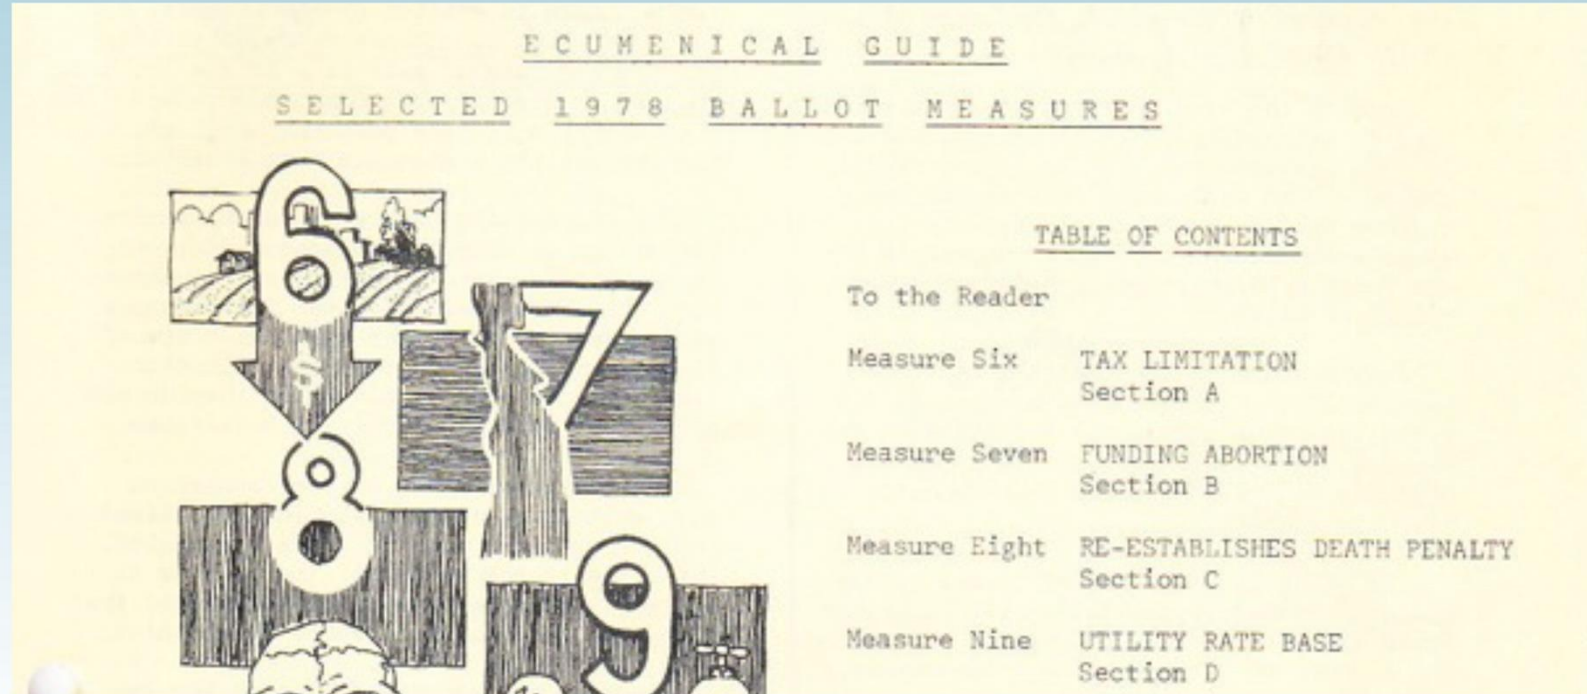 ECUMENICAL GUIDE
SELECTED 1978 BALLOT MEASURES
6
$
7
8
9
TABLE OF CONTENTS
To the Reader
Measure Six TAX LIMITATION
Section A
Measure Seven FUNDING ABORTION
Section B
Measure Eight RE-ESTABLISHES DEATH PENALTY
Section C
Measure Nine UTILITY RATE BASE
Section D